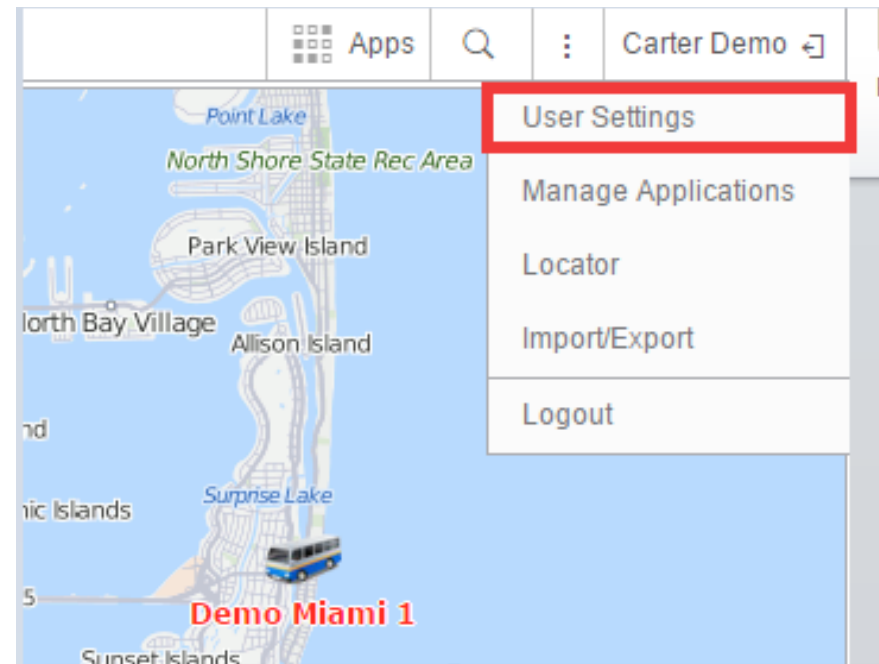 Apps
Carter Demo
User Settings
Manage Applications
Locator
Import/Export
Logout
Point Lake
North Shore State Rec Area
Park View Island
orth Bay Village
Allison Island
nd
nic Islands
Surprise Lake
5
Demo Miami 1
Sunset Islands